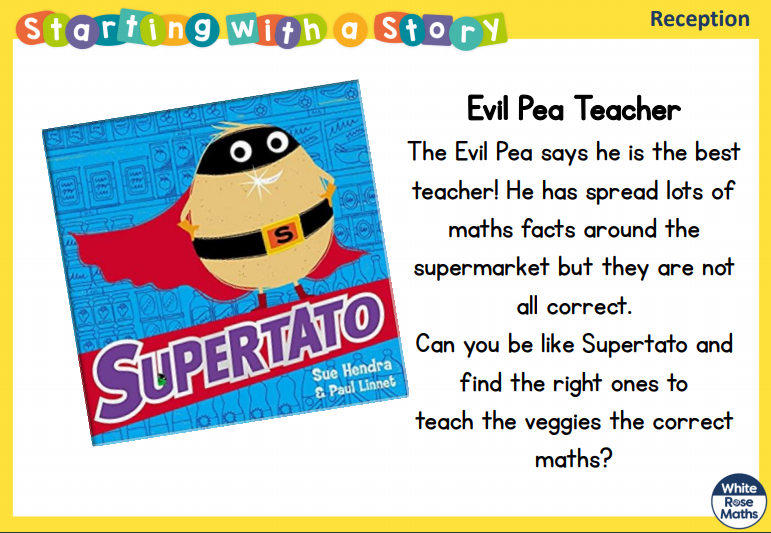 Starting with a Story
Reception
Evil Pea Teacher
The Evil Pea says he is the best
teacher! He has spread lots of
maths facts around the
supermarket but they are not
all correct.
Can you be like Supertato and
find the right ones to
teach the veggies the correct
maths?
S
SUPERTATO
Sue Hendra
& Paul Linnet
White
Rose
Maths